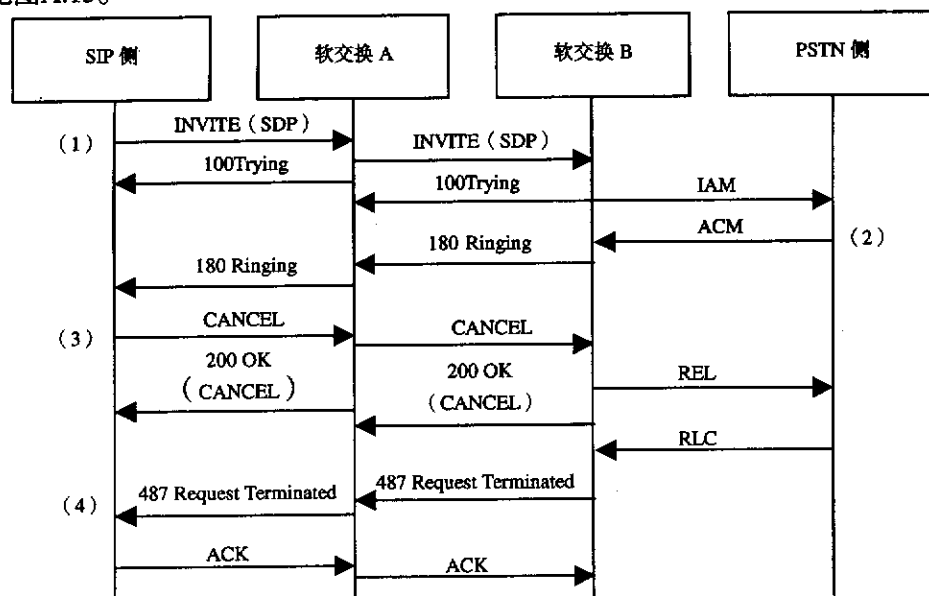 SIP 侧
软交换 A
软交换 B
PSTN 侧
(1)
INVITE(SDP)
INVITE(SDP)
100Trying
100Trying
IAM
ACM
(2)
180 Ringing
180 Ringing
(3)
CANCEL
CANCEL
200 OK
(CANCEL)
200 OK
(CANCEL)
REL
RLC
(4)
487 Request Terminated
487 Request Terminated
ACK
ACK